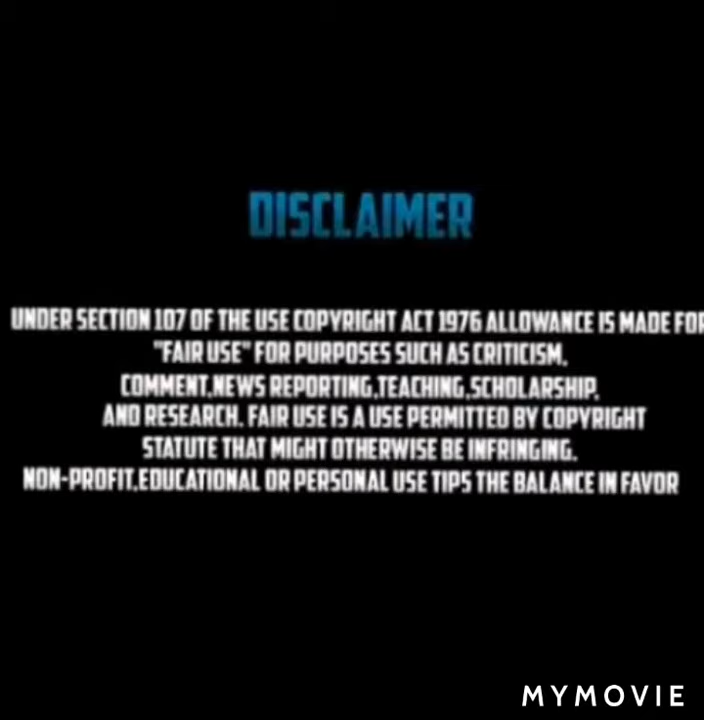 DISCLAIMER
UNDER SECTION 107 OF THE USE COPYRIGHT ACT 1976 ALLOWANCE IS MADE FOR
"FAIR USE" FOR PURPOSES SUCH AS CRITICISM,
COMMENT,NEWS REPORTING,TEACHING,SCHOLARSHIP,
AND RESEARCH. FAIR USE IS A USE PERMITTED BY COPYRIGHT
STATUTE THAT MIGHT OTHERWISE BE INFRINGING.
NON-PROFIT,EDUCATIONAL OR PERSONAL USE TIPS THE BALANCE IN FAVOR
MYMOVIE